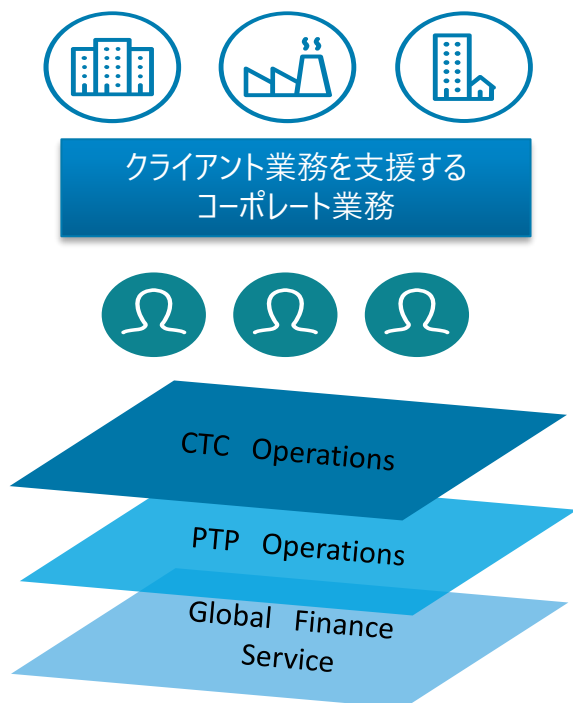 クライアント業務を支援する
コーポレート業務
CTC Operations
PTP Operations
Global Finance
Service